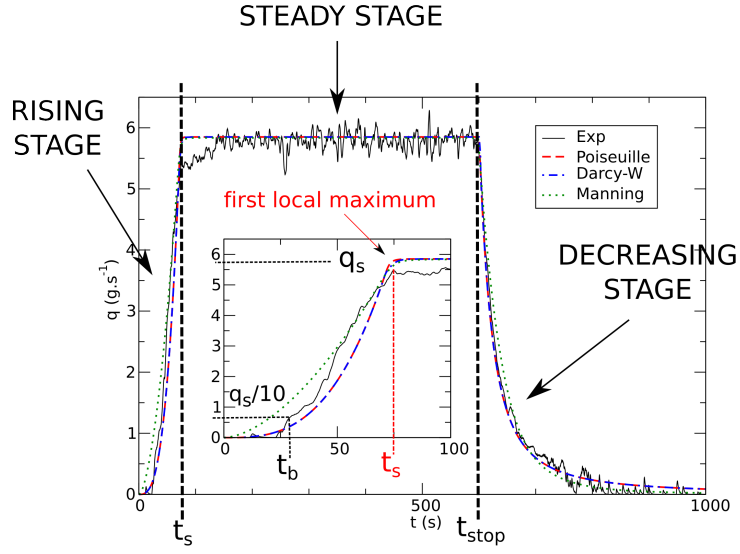 STEADY STAGE
RISING
STAGE
Exp
Poiseuille
Darcy-W
Manning
first local maximum
DECREASING
STAGE
q (g.s⁻¹)
6
5
4
3
2
1
0
6
5
4
3
2
1
0
qₛ
qₛ/10
0
50
100
t_b
tₛ
0
500
1000
t (s)
tₛ
t_stop